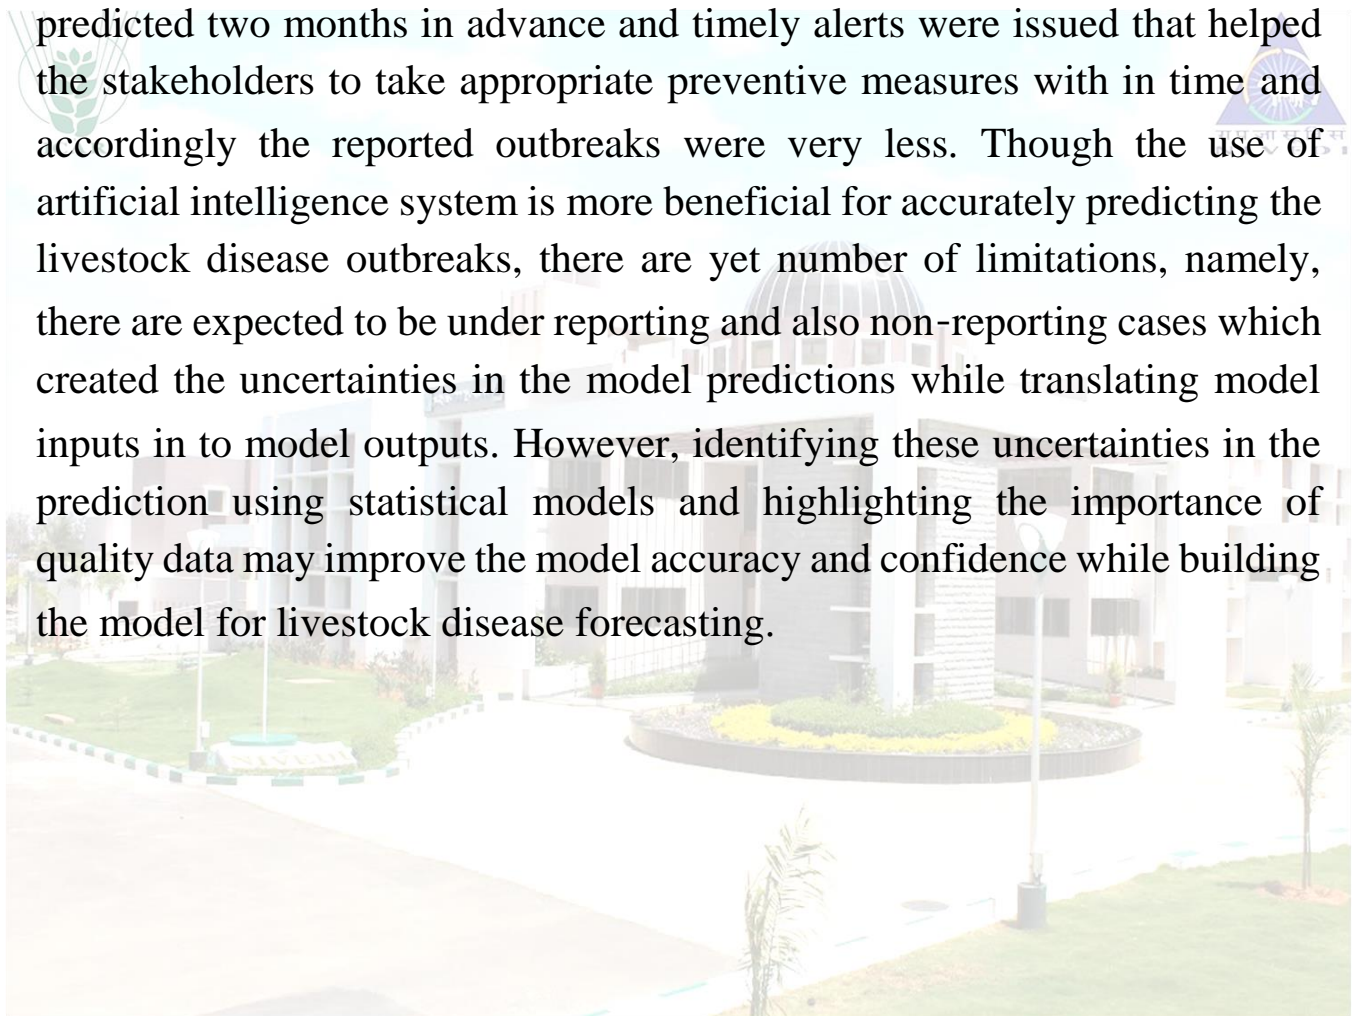 predicted two months in advance and timely alerts were issued that helped
the stakeholders to take appropriate preventive measures with in time and
accordingly the reported outbreaks were very less. Though the use of
artificial intelligence system is more beneficial for accurately predicting the
livestock disease outbreaks, there are yet number of limitations, namely,
there are expected to be under reporting and also non-reporting cases which
created the uncertainties in the model predictions while translating model
inputs in to model outputs. However, identifying these uncertainties in the
prediction using statistical models and highlighting the importance of
quality data may improve the model accuracy and confidence while building
the model for livestock disease forecasting.
NIVEDI